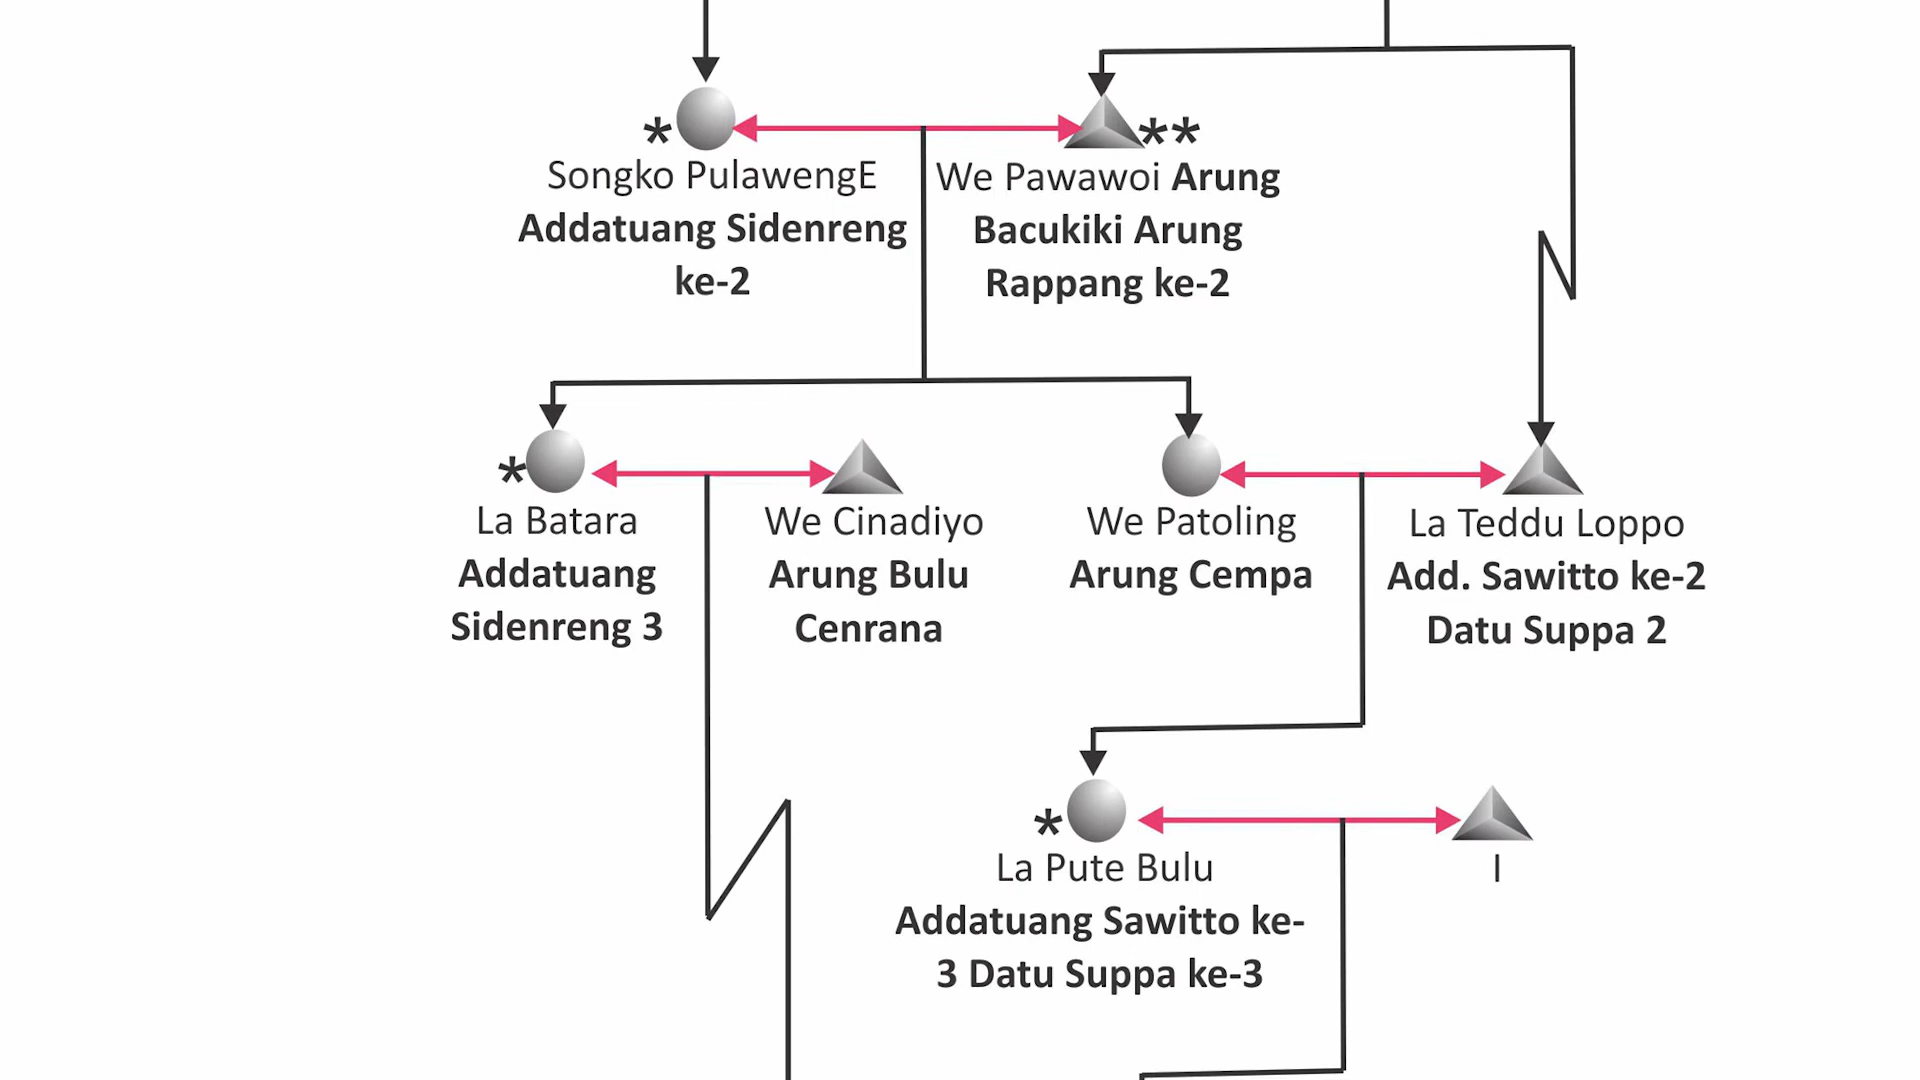 *
**
Songko PulawengE
Addatuang Sidenreng
ke-2
We Pawawoi Arung
Bacukiki Arung
Rappang ke-2
*
La Batara
Addatuang
Sidenreng 3
We Cinadiyo
Arung Bulu
Cenrana
We Patoling
Arung Cempa
La Teddu Loppo
Add. Sawitto ke-2
Datu Suppa 2
*
La Pute Bulu
Addatuang Sawitto ke-
3 Datu Suppa ke-3
I